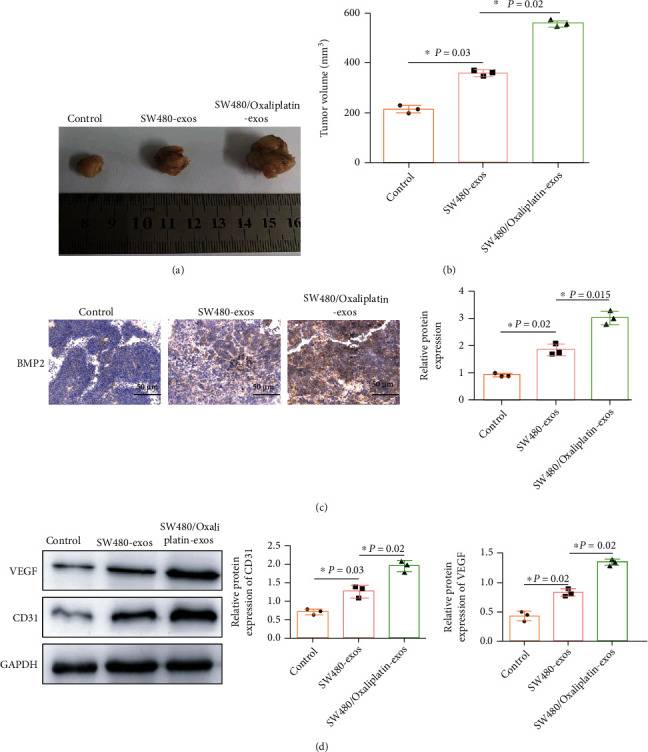 Control
SW480-exos
SW480/Oxaliplatin
-exos
8 9 10 11 12 13 14 15 16
(a)
Tumor volume (mm³)
600
400
200
0
⁎ P = 0.03
⁎ P = 0.02
Control
SW480-exos
SW480/Oxaliplatin-exos
(b)
Control
SW480-exos
SW480/Oxaliplatin
-exos
BMP2
50 μm
50 μm
50 μm
Relative protein
expression
4
3
2
1
0
⁎ P = 0.02
⁎ P = 0.015
Control
SW480-exos
SW480/Oxaliplatin-exos
(c)
Control
SW480-exos
SW480/Oxali
platin-exos
VEGF
CD31
GAPDH
Relative protein
expression of CD31
2.5
2.0
1.5
1.0
0.5
0.0
⁎ P = 0.03
⁎ P = 0.02
Control
SW480-exos
SW480/Oxaliplatin-exos
Relative protein
expression of VEGF
1.5
1.0
0.5
0.0
⁎ P = 0.02
⁎ P = 0.02
Control
SW480-exos
SW480/Oxaliplatin-exos
(d)